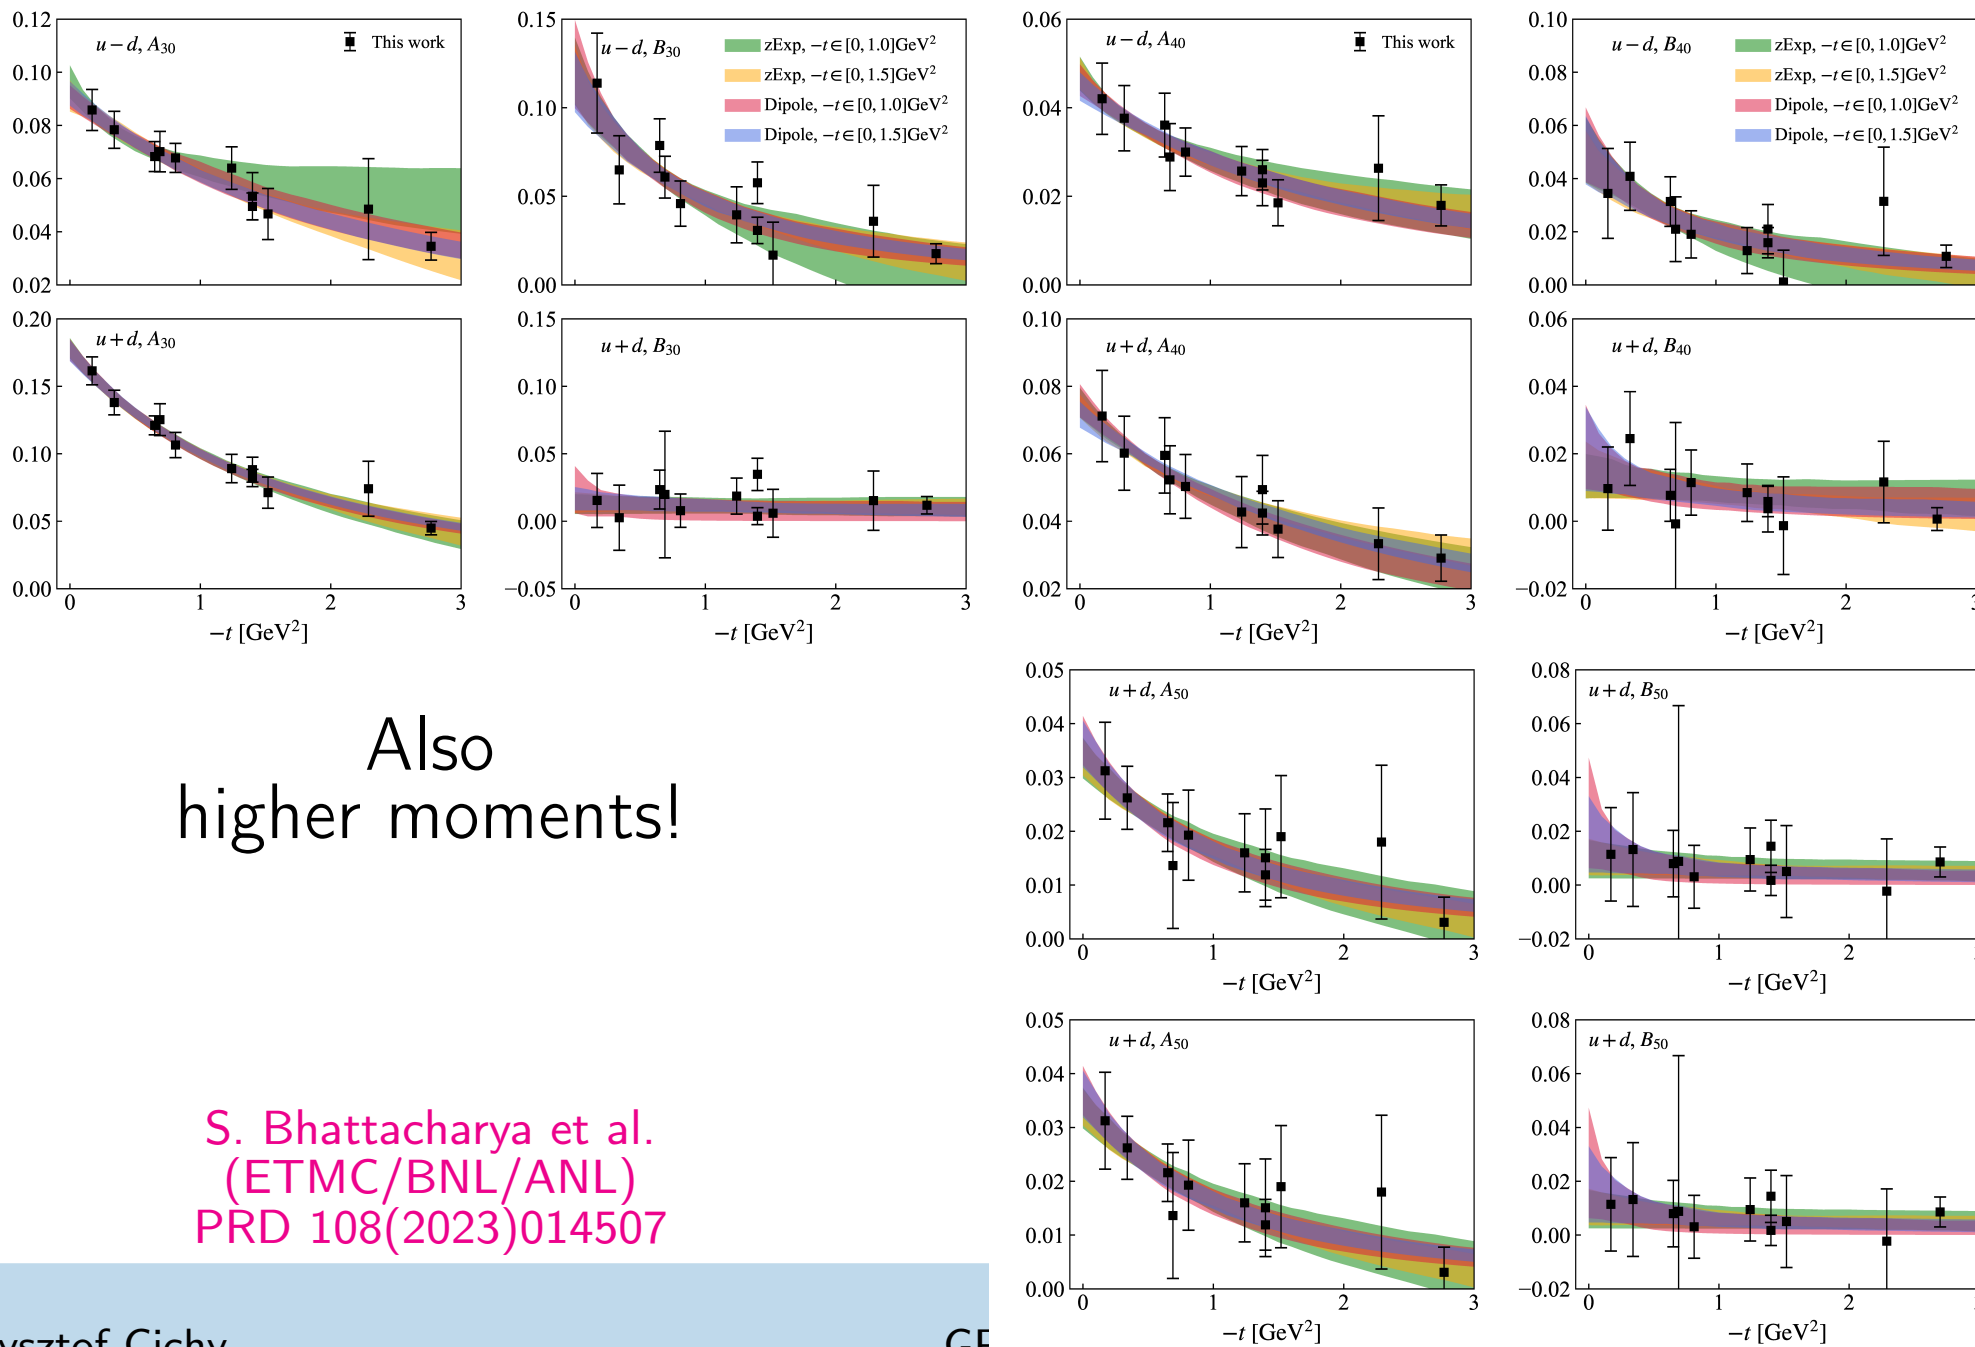 0.12
0.10
0.08
0.06
0.04
0.02
u − d, A30
This work
0.15
0.10
0.05
0.00
u − d, B30
zExp, −t ∈ [0, 1.0]GeV²
zExp, −t ∈ [0, 1.5]GeV²
Dipole, −t ∈ [0, 1.0]GeV²
Dipole, −t ∈ [0, 1.5]GeV²
0.06
0.04
0.02
0.00
u − d, A40
This work
0.10
0.08
0.06
0.04
0.02
0.00
u − d, B40
zExp, −t ∈ [0, 1.0]GeV²
zExp, −t ∈ [0, 1.5]GeV²
Dipole, −t ∈ [0, 1.0]GeV²
Dipole, −t ∈ [0, 1.5]GeV²
0.20
0.15
0.10
0.05
0.00
u + d, A30
0 1 2 3
−t [GeV²]
0.15
0.10
0.05
0.00
−0.05
u + d, B30
0 1 2 3
−t [GeV²]
0.10
0.08
0.06
0.04
0.02
u + d, A40
0 1 2 3
−t [GeV²]
0.06
0.04
0.02
0.00
−0.02
u + d, B40
0 1 2
−t [GeV²]
Also
higher moments!
0.05
0.04
0.03
0.02
0.01
0.00
u + d, A50
0 1 2 3
−t [GeV²]
0.08
0.06
0.04
0.02
0.00
−0.02
u + d, B50
0 1 2
−t [GeV²]
S. Bhattacharya et al.
(ETMC/BNL/ANL)
PRD 108(2023)014507
0.05
0.04
0.03
0.02
0.01
0.00
u + d, A50
0 1 2 3
−t [GeV²]
0.08
0.06
0.04
0.02
0.00
−0.02
u + d, B50
0 1 2
−t [GeV²]